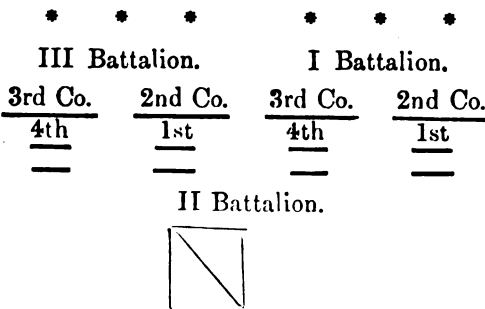 * * * * * *
III Battalion. I Battalion.
3rd Co. 2nd Co. 3rd Co. 2nd Co.
4th 1st 4th 1st
II Battalion.